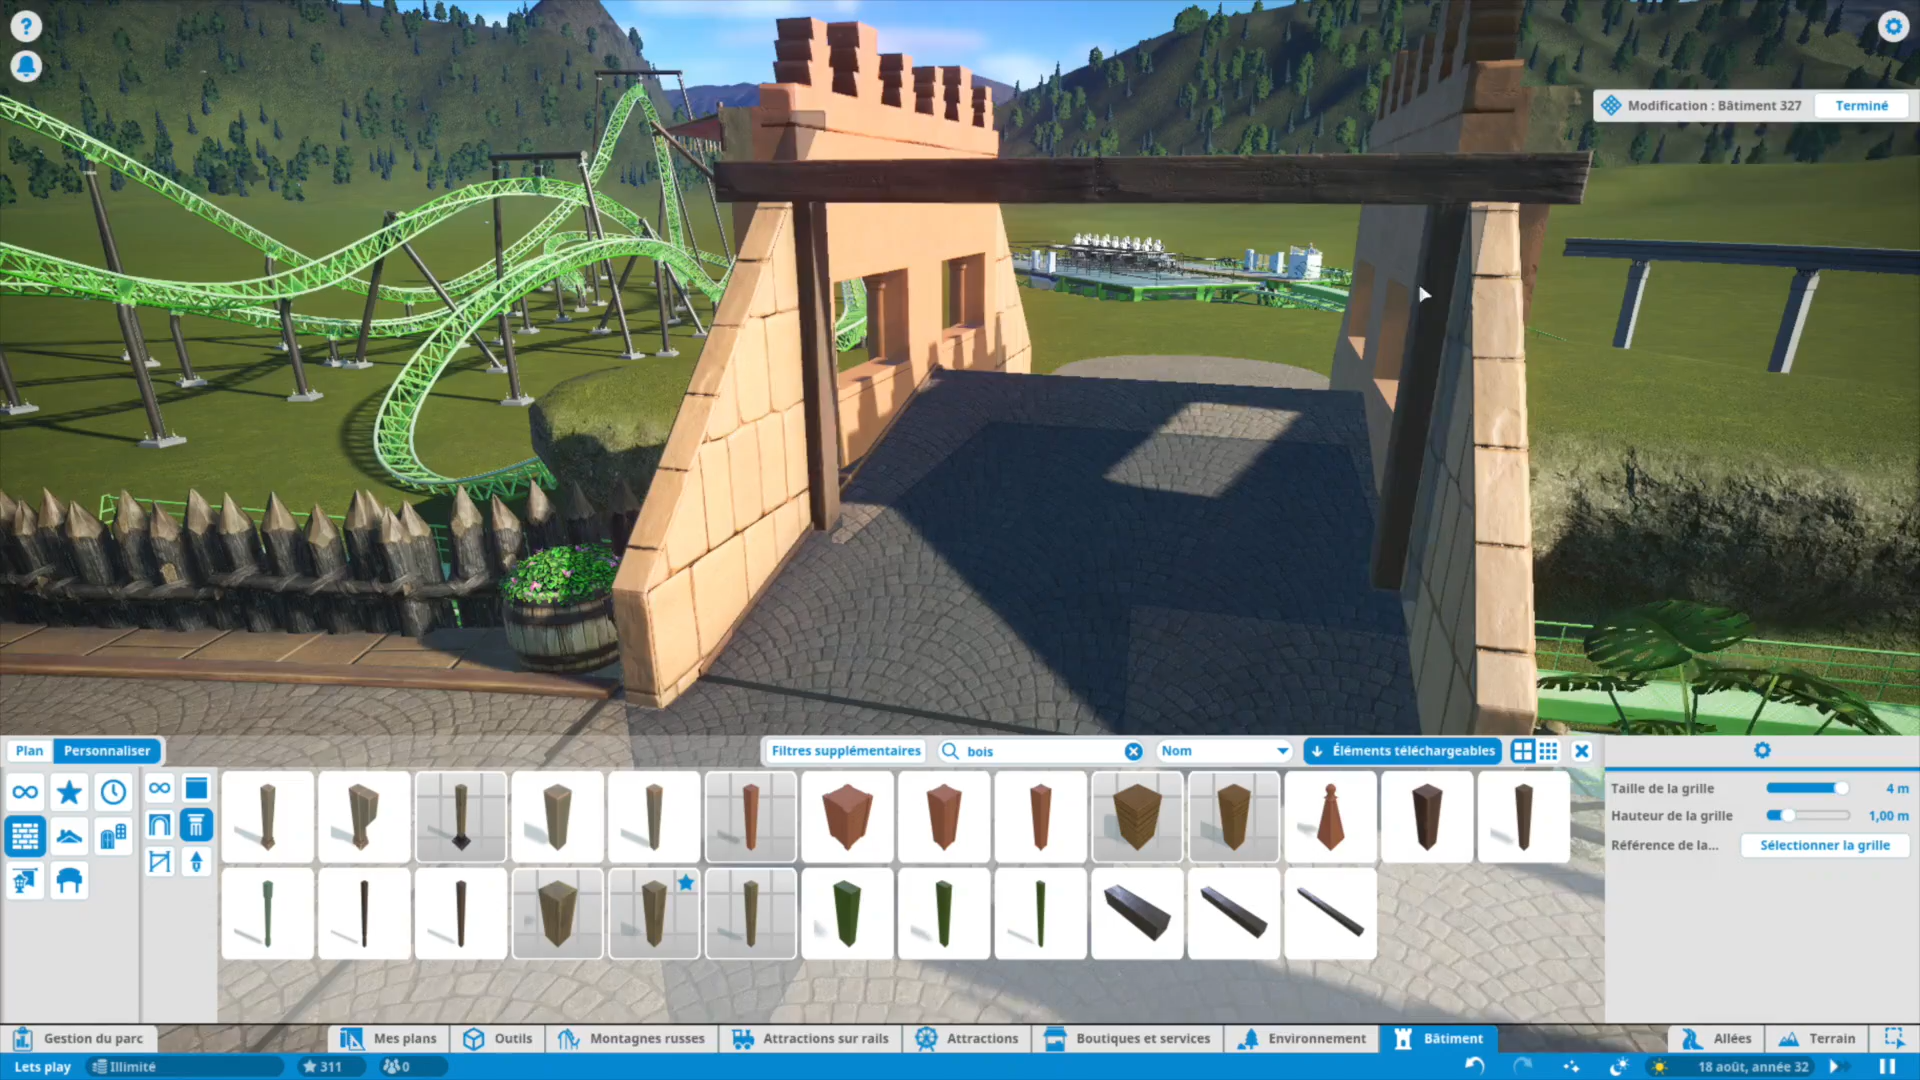 ?
Modification : Bâtiment 327
Terminé
Plan
Personnaliser
Filtres supplémentaires
bois
Nom
Éléments téléchargeables
Taille de la grille
4 m
Hauteur de la grille
1,00 m
Référence de la...
Sélectionner la grille
Gestion du parc
Mes plans
Outils
Montagnes russes
Attractions sur rails
Attractions
Boutiques et services
Environnement
Bâtiment
Allées
Terrain
Lets play
Illimité
311
0
18 août, année 32